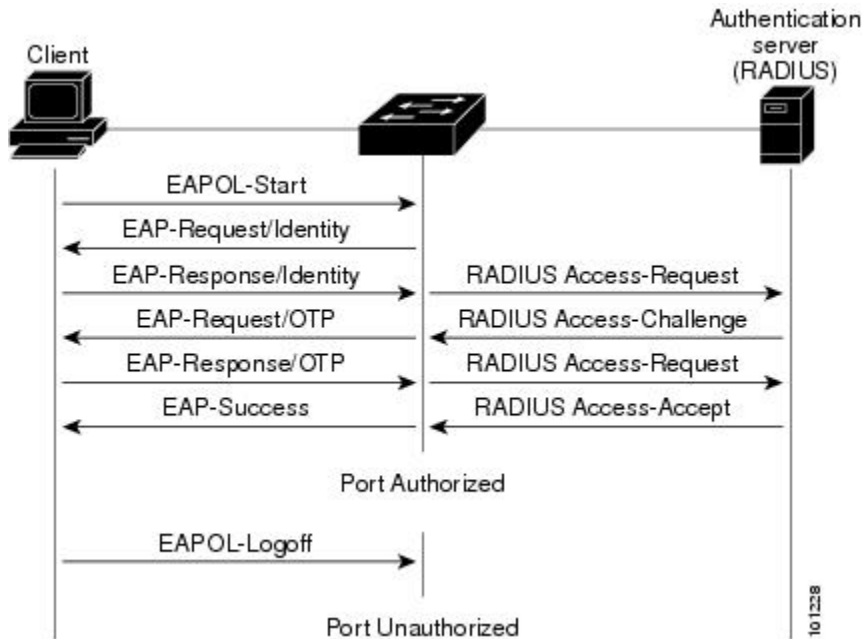 Client
Authentication
server
(RADIUS)
EAPOL-Start
EAP-Request/Identity
EAP-Response/Identity
RADIUS Access-Request
EAP-Request/OTP
RADIUS Access-Challenge
EAP-Response/OTP
RADIUS Access-Request
EAP-Success
RADIUS Access-Accept
Port Authorized
EAPOL-Logoff
Port Unauthorized
101228